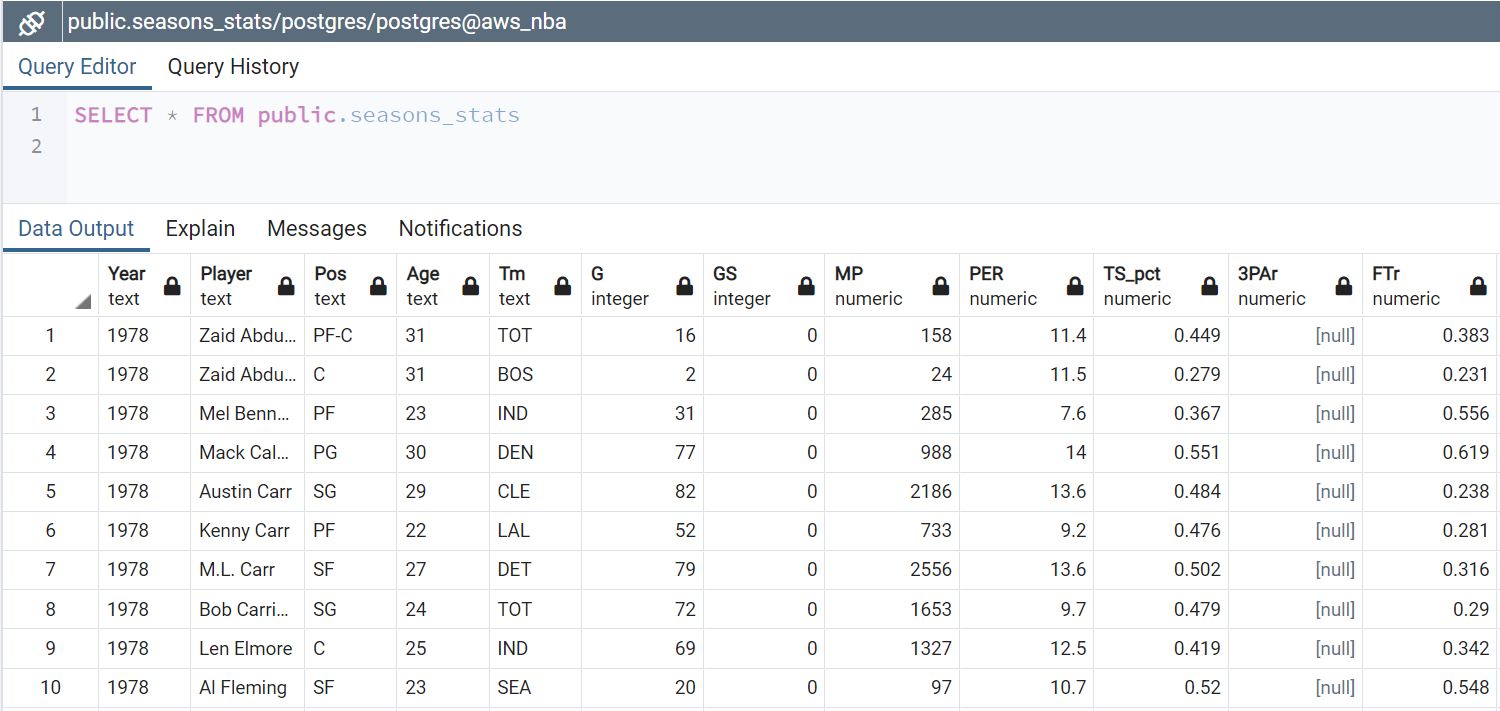 public.seasons_stats/postgres/postgres@aws_nba
Query Editor Query History
1 SELECT * FROM public.seasons_stats
2
Data Output Explain Messages Notifications
Year Player Pos Age Tm G GS MP PER TS_pct 3PAr FTr
text text text text text integer integer numeric numeric numeric numeric numeric
1 1978 Zaid Abdu... PF-C 31 TOT 16 0 158 11.4 0.449 [null] 0.383
2 1978 Zaid Abdu... C 31 BOS 2 0 24 11.5 0.279 [null] 0.231
3 1978 Mel Benn... PF 23 IND 31 0 285 7.6 0.367 [null] 0.556
4 1978 Mack Cal... PG 30 DEN 77 0 988 14 0.551 [null] 0.619
5 1978 Austin Carr SG 29 CLE 82 0 2186 13.6 0.484 [null] 0.238
6 1978 Kenny Carr PF 22 LAL 52 0 733 9.2 0.476 [null] 0.281
7 1978 M.L. Carr SF 27 DET 79 0 2556 13.6 0.502 [null] 0.316
8 1978 Bob Carri... SG 24 TOT 72 0 1653 9.7 0.479 [null] 0.29
9 1978 Len Elmore C 25 IND 69 0 1327 12.5 0.419 [null] 0.342
10 1978 Al Fleming SF 23 SEA 20 0 97 10.7 0.52 [null] 0.548